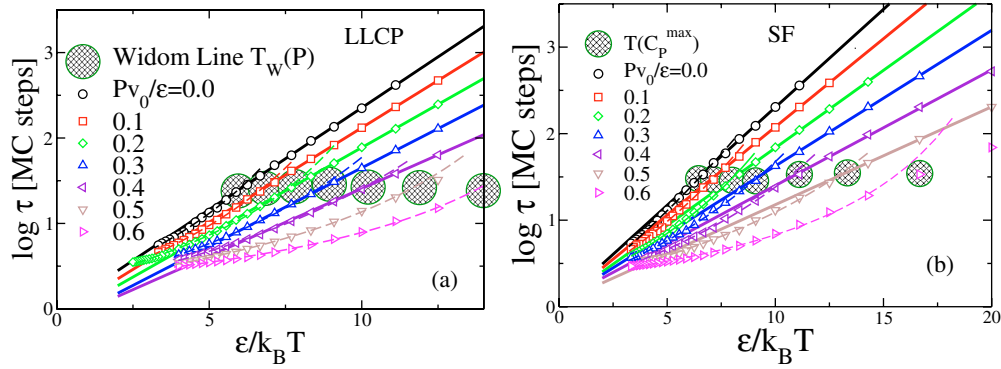 LLCP
Widom Line T_W(P)
Pv_0/ε=0.0
0.1
0.2
0.3
0.4
0.5
0.6
(a)
log τ [MC steps]
3
2
1
0
0 5 10
ε/k_BT
SF
T(C_P^max)
Pv_0/ε=0.0
0.1
0.2
0.3
0.4
0.5
0.6
(b)
log τ [MC steps]
3
2
1
0
0 5 10 15 20
ε/k_BT